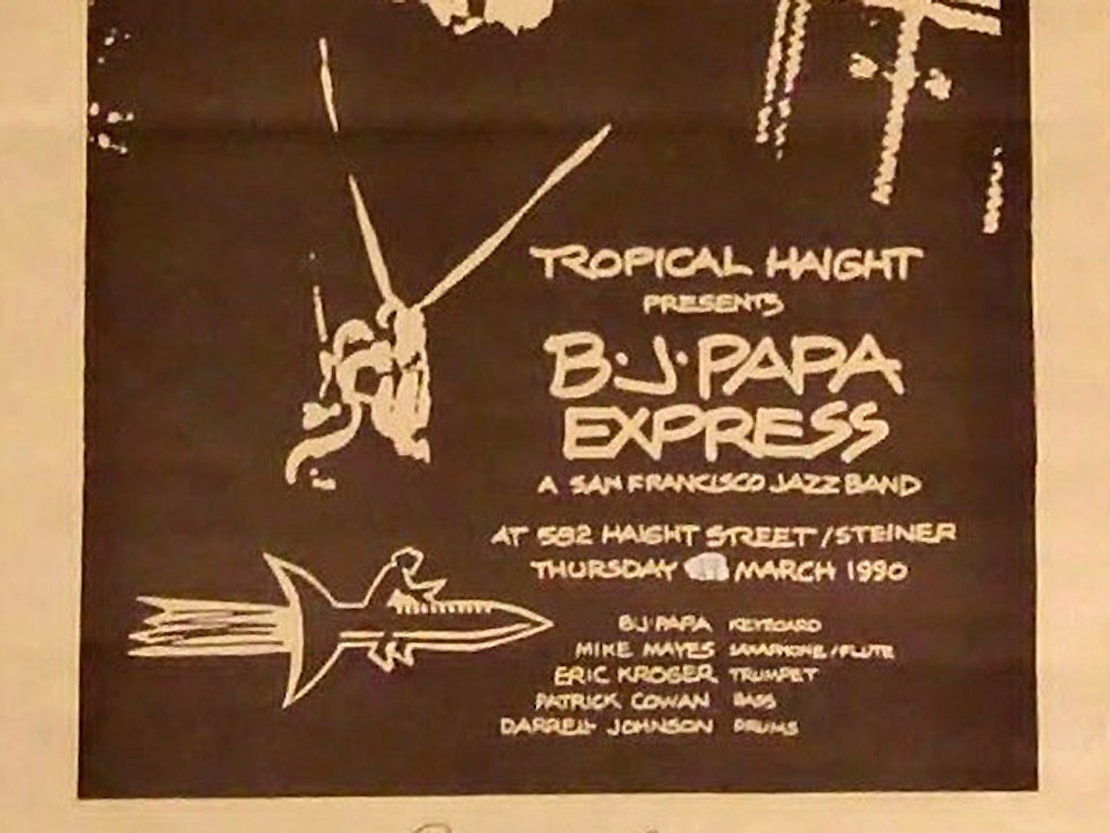 TROPICAL HAIGHT
PRESENTS
B·J·PAPA
EXPRESS
A SAN FRANCISCO JAZZ BAND
AT 582 HAIGHT STREET/STEINER
THURSDAY MARCH 1990
BJ·PAPA KEYBOARD
MIKE MAYES SAXAPHONE/FLUTE
ERIC KROGER TRUMPET
PATRICK COWAN BASS
DARRELL JOHNSON DRUMS